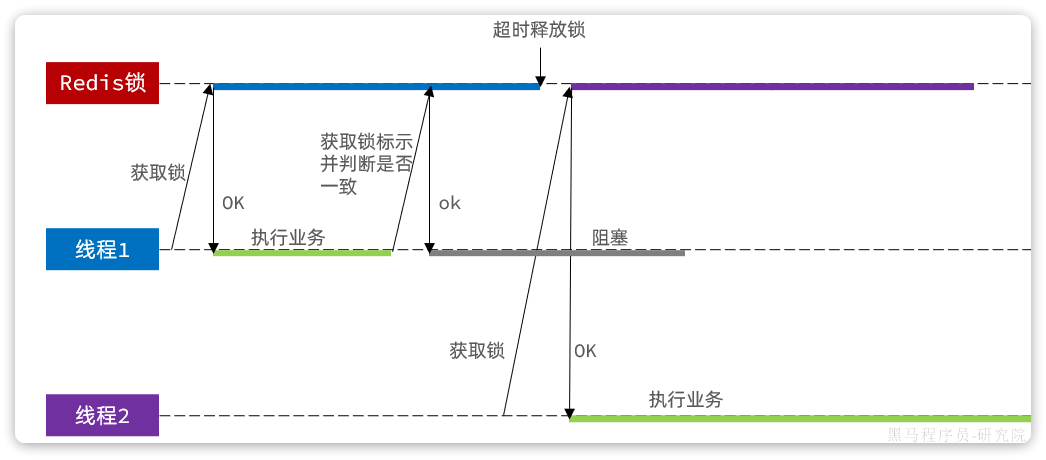 超时释放锁
Redis锁
获取锁标示
并判断是否
一致
获取锁
OK
ok
执行业务
阻塞
线程1
获取锁
OK
执行业务
线程2
黑马程序员-研究院